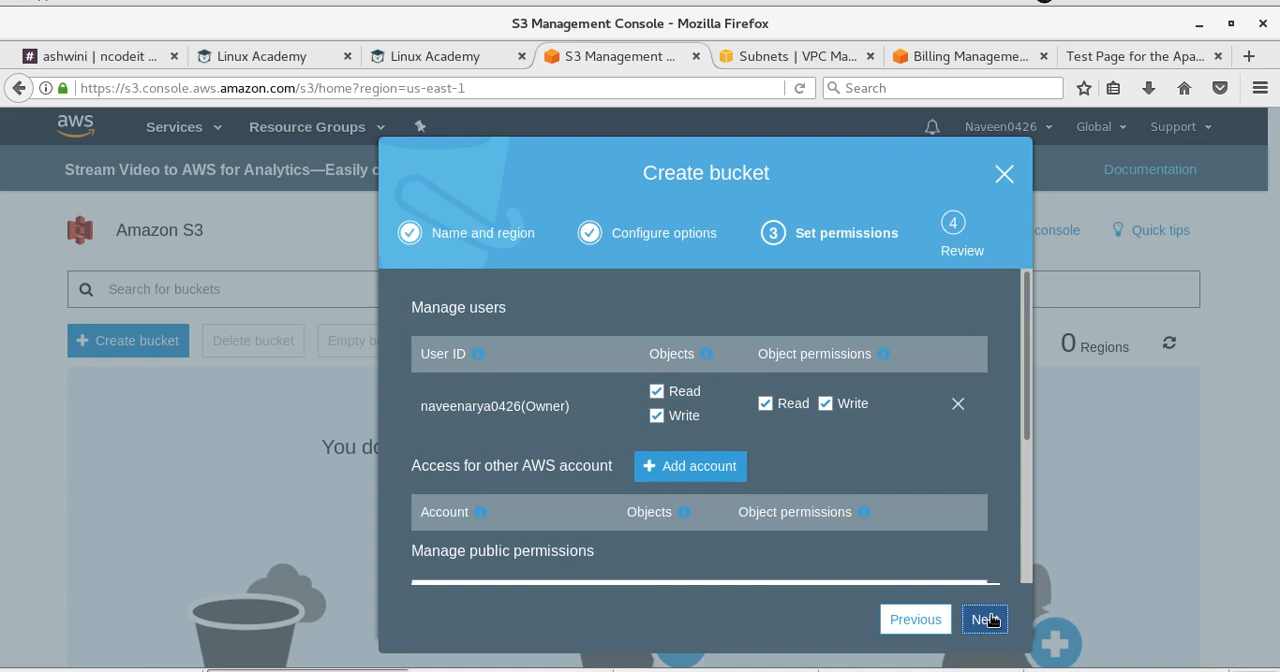 S3 Management Console - Mozilla Firefox
# ashwini | ncodeit ... × Linux Academy × Linux Academy × S3 Management ... × Subnets | VPC Ma... × Billing Manageme... × Test Page for the Apa... × +
https://s3.console.aws.amazon.com/s3/home?region=us-east-1 Search
aws Services Resource Groups Naveen0426 Global Support
Stream Video to AWS for Analytics—Easily Documentation
Create bucket
Name and region Configure options 3 Set permissions 4 Review
Amazon S3 console Quick tips
Search for buckets
Manage users
+ Create bucket Delete bucket Empty 0 Regions
User ID Objects Object permissions
naveenarya0426(Owner) Read Write Read Write
You
Access for other AWS account + Add account
Account Objects Object permissions
Manage public permissions
Previous